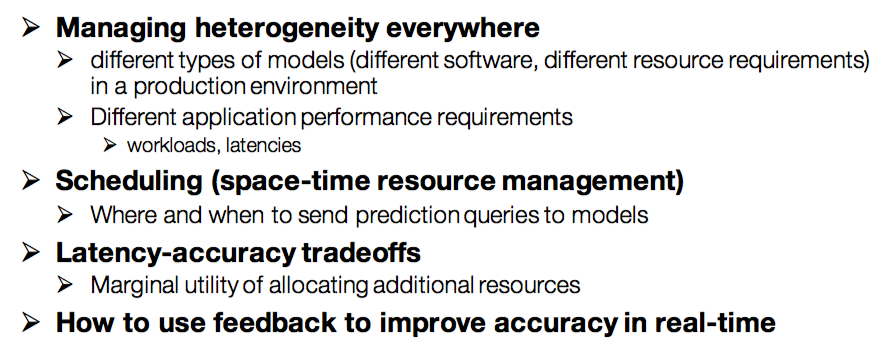 ➢ Managing heterogeneity everywhere
➢ different types of models (different software, different resource requirements)
in a production environment
➢ Different application performance requirements
➢ workloads, latencies
➢ Scheduling (space-time resource management)
➢ Where and when to send prediction queries to models
➢ Latency-accuracy tradeoffs
➢ Marginal utility of allocating additional resources
➢ How to use feedback to improve accuracy in real-time